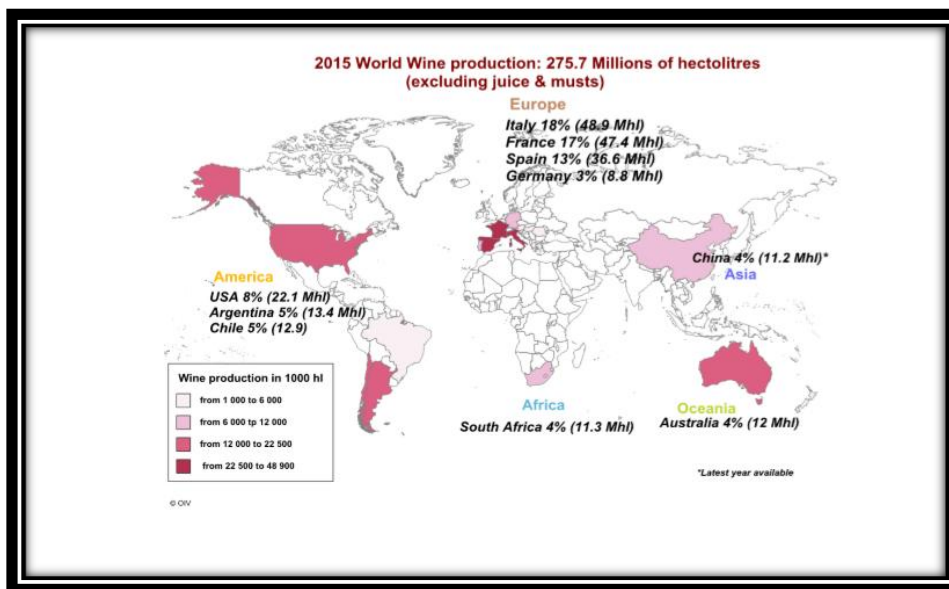 2015 World Wine production: 275.7 Millions of hectolitres
(excluding juice & musts)
Europe
Italy 18% (48.9 Mhl)
France 17% (47.4 Mhl)
Spain 13% (36.6 Mhl)
Germany 3% (8.8 Mhl)
China 4% (11.2 Mhl)*
Asia
America
USA 8% (22.1 Mhl)
Argentina 5% (13.4 Mhl)
Chile 5% (12.9)
Wine production in 1000 hl
from 1 000 to 6 000
from 6 000 tp 12 000
from 12 000 to 22 500
from 22 500 to 48 900
Africa
South Africa 4% (11.3 Mhl)
Oceania
Australia 4% (12 Mhl)
*Latest year available
© OIV